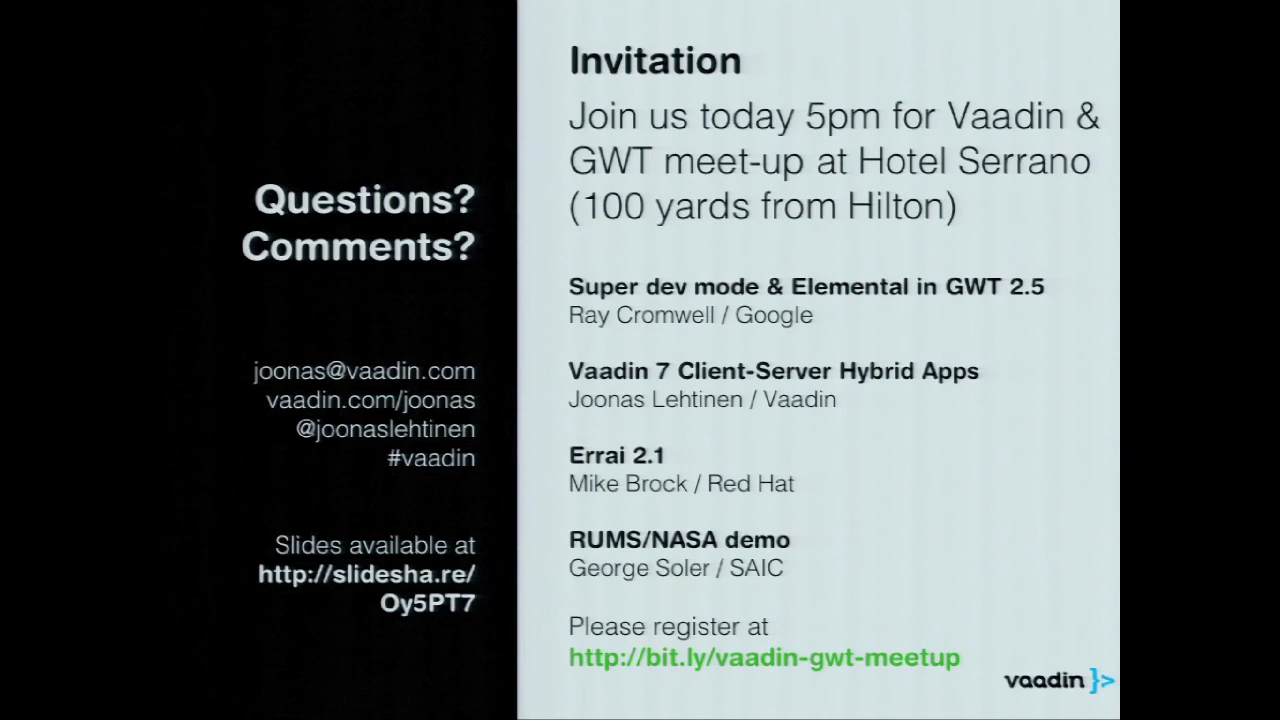 Questions?
Comments?
joonas@vaadin.com
vaadin.com/joonas
@joonaslehtinen
#vaadin
Slides available at
http://slidesha.re/
Oy5PT7
Invitation
Join us today 5pm for Vaadin &
GWT meet-up at Hotel Serrano
(100 yards from Hilton)
Super dev mode & Elemental in GWT 2.5
Ray Cromwell / Google
Vaadin 7 Client-Server Hybrid Apps
Joonas Lehtinen / Vaadin
Errai 2.1
Mike Brock / Red Hat
RUMS/NASA demo
George Soler / SAIC
Please register at
http://bit.ly/vaadin-gwt-meetup
vaadin }>